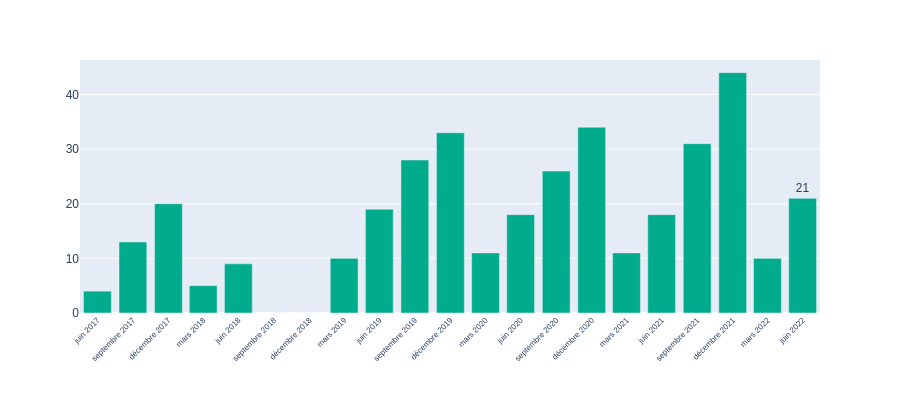 40
30
20
10
0
21
juin 2017
septembre 2017
décembre 2017
mars 2018
juin 2018
septembre 2018
décembre 2018
mars 2019
juin 2019
septembre 2019
décembre 2019
mars 2020
juin 2020
septembre 2020
décembre 2020
mars 2021
juin 2021
septembre 2021
décembre 2021
mars 2022
juin 2022